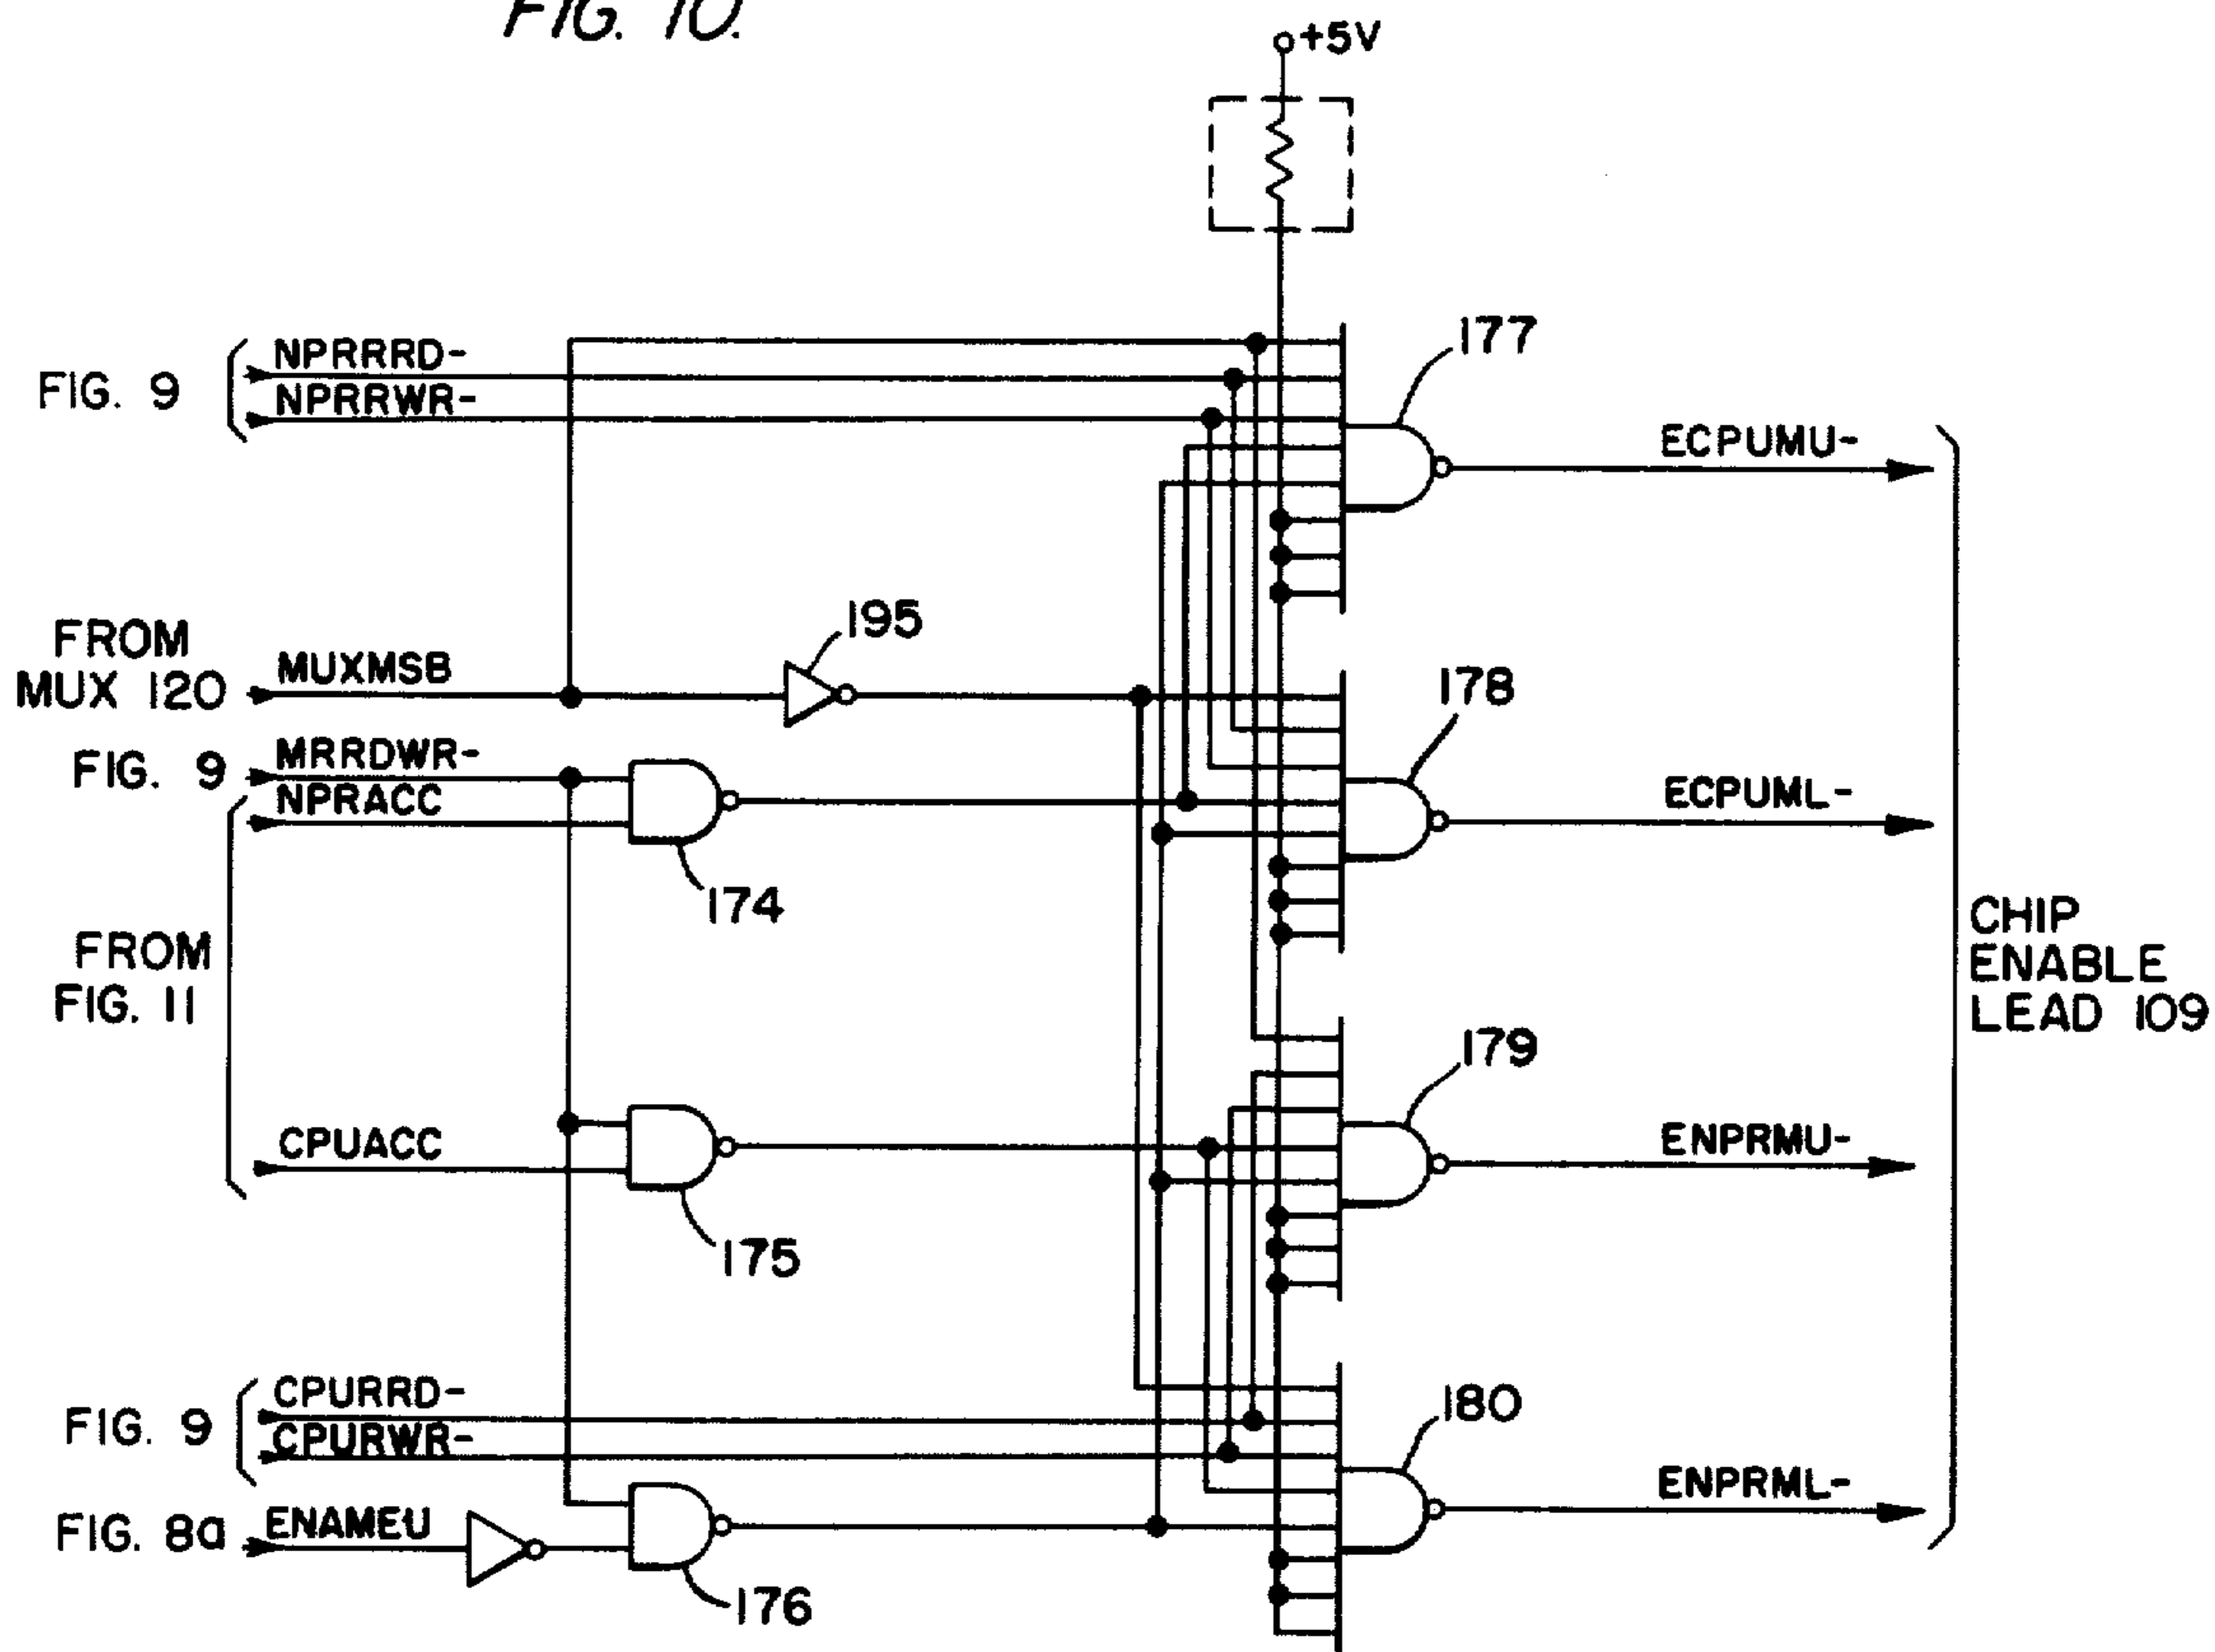 FIG. 10.
+5V
177
FIG. 9
NPRRRD-
NPRRWR-
ECPUMU-
195
FROM
MUX 120
MUXMSB
178
FIG. 9
MRRDWR-
NPRACC
ECPUML-
174
FROM
FIG. 11
CHIP
ENABLE
LEAD 109
179
CPUACC
ENPRMU-
175
FIG. 9
CPURRD-
CPURWR-
180
ENPRML-
FIG. 8a
ENAMEU
176